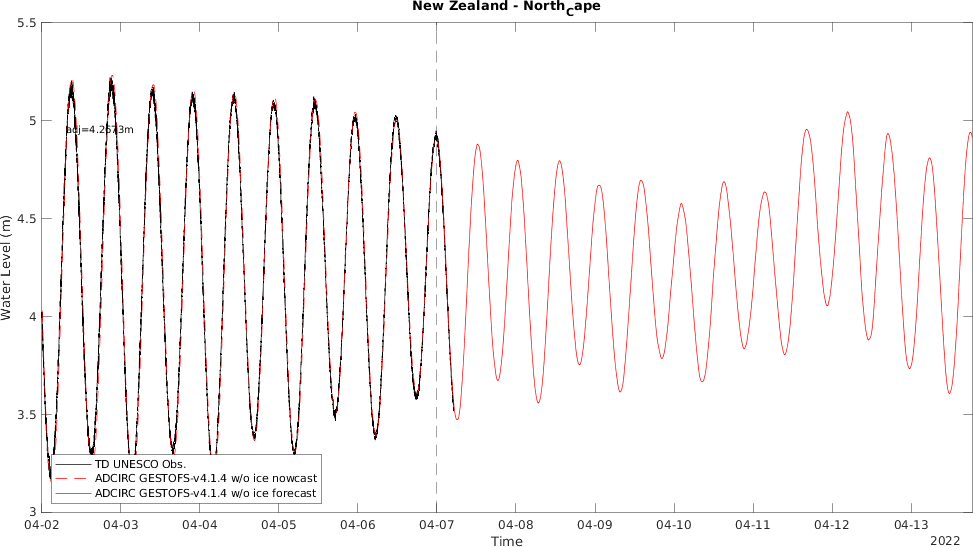 New Zealand - NorthCape
5.5
5
adj=4.2673m
4.5
Water Level (m)
4
3.5
TD UNESCO Obs.
ADCIRC GESTOFS-v4.1.4 w/o ice nowcast
ADCIRC GESTOFS-v4.1.4 w/o ice forecast
3
04-02 04-03 04-04 04-05 04-06 04-07 04-08 04-09 04-10 04-11 04-12 04-13
Time
2022